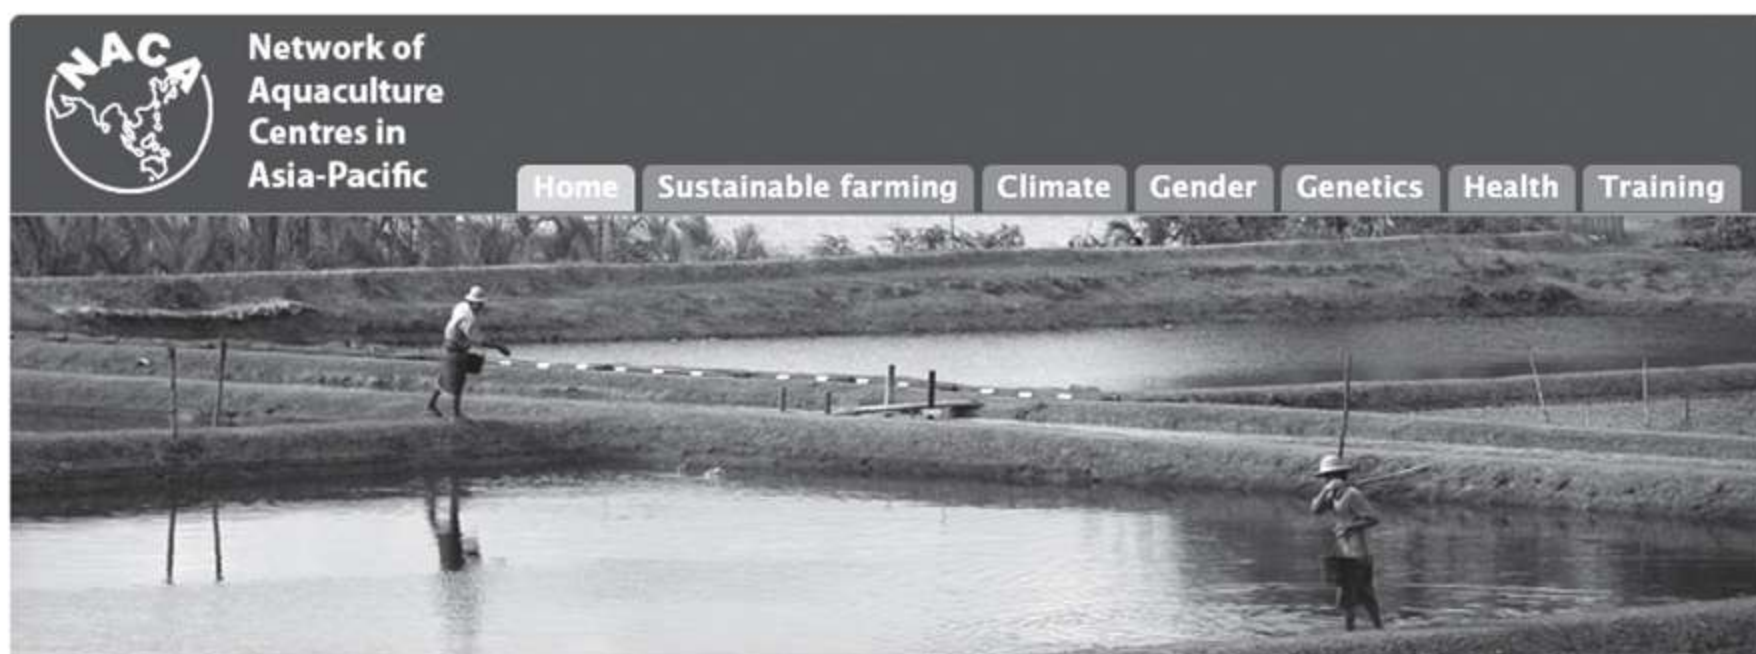 NACA
Network of
Aquaculture
Centres in
Asia-Pacific
Home Sustainable farming Climate Gender Genetics Health Training